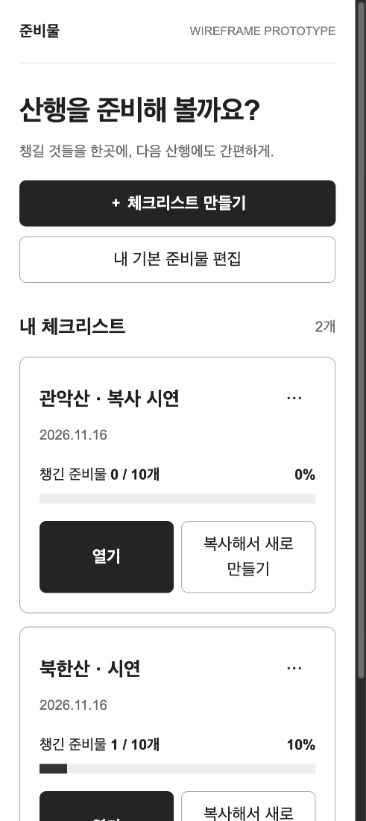 준비물
WIREFRAME PROTOTYPE
산행을 준비해 볼까요?
챙길 것들을 한곳에, 다음 산행에도 간편하게.
+ 체크리스트 만들기
내 기본 준비물 편집
내 체크리스트
2개
관악산 · 복사 시연
...
2026.11.16
챙긴 준비물 0 / 10개
0%
열기
복사해서 새로
만들기
북한산 · 시연
...
2026.11.16
챙긴 준비물 1 / 10개
10%
복사해서 새로